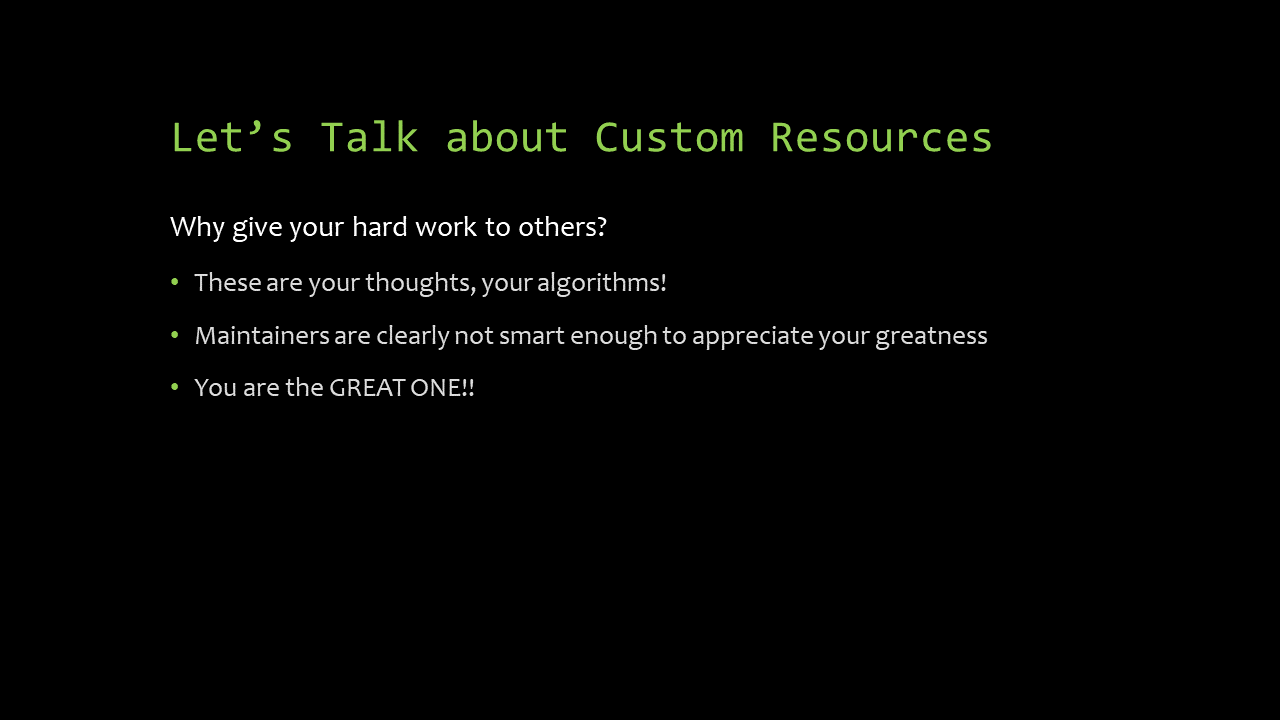 Let’s Talk about Custom Resources
Why give your hard work to others?
• These are your thoughts, your algorithms!
• Maintainers are clearly not smart enough to appreciate your greatness
• You are the GREAT ONE!!